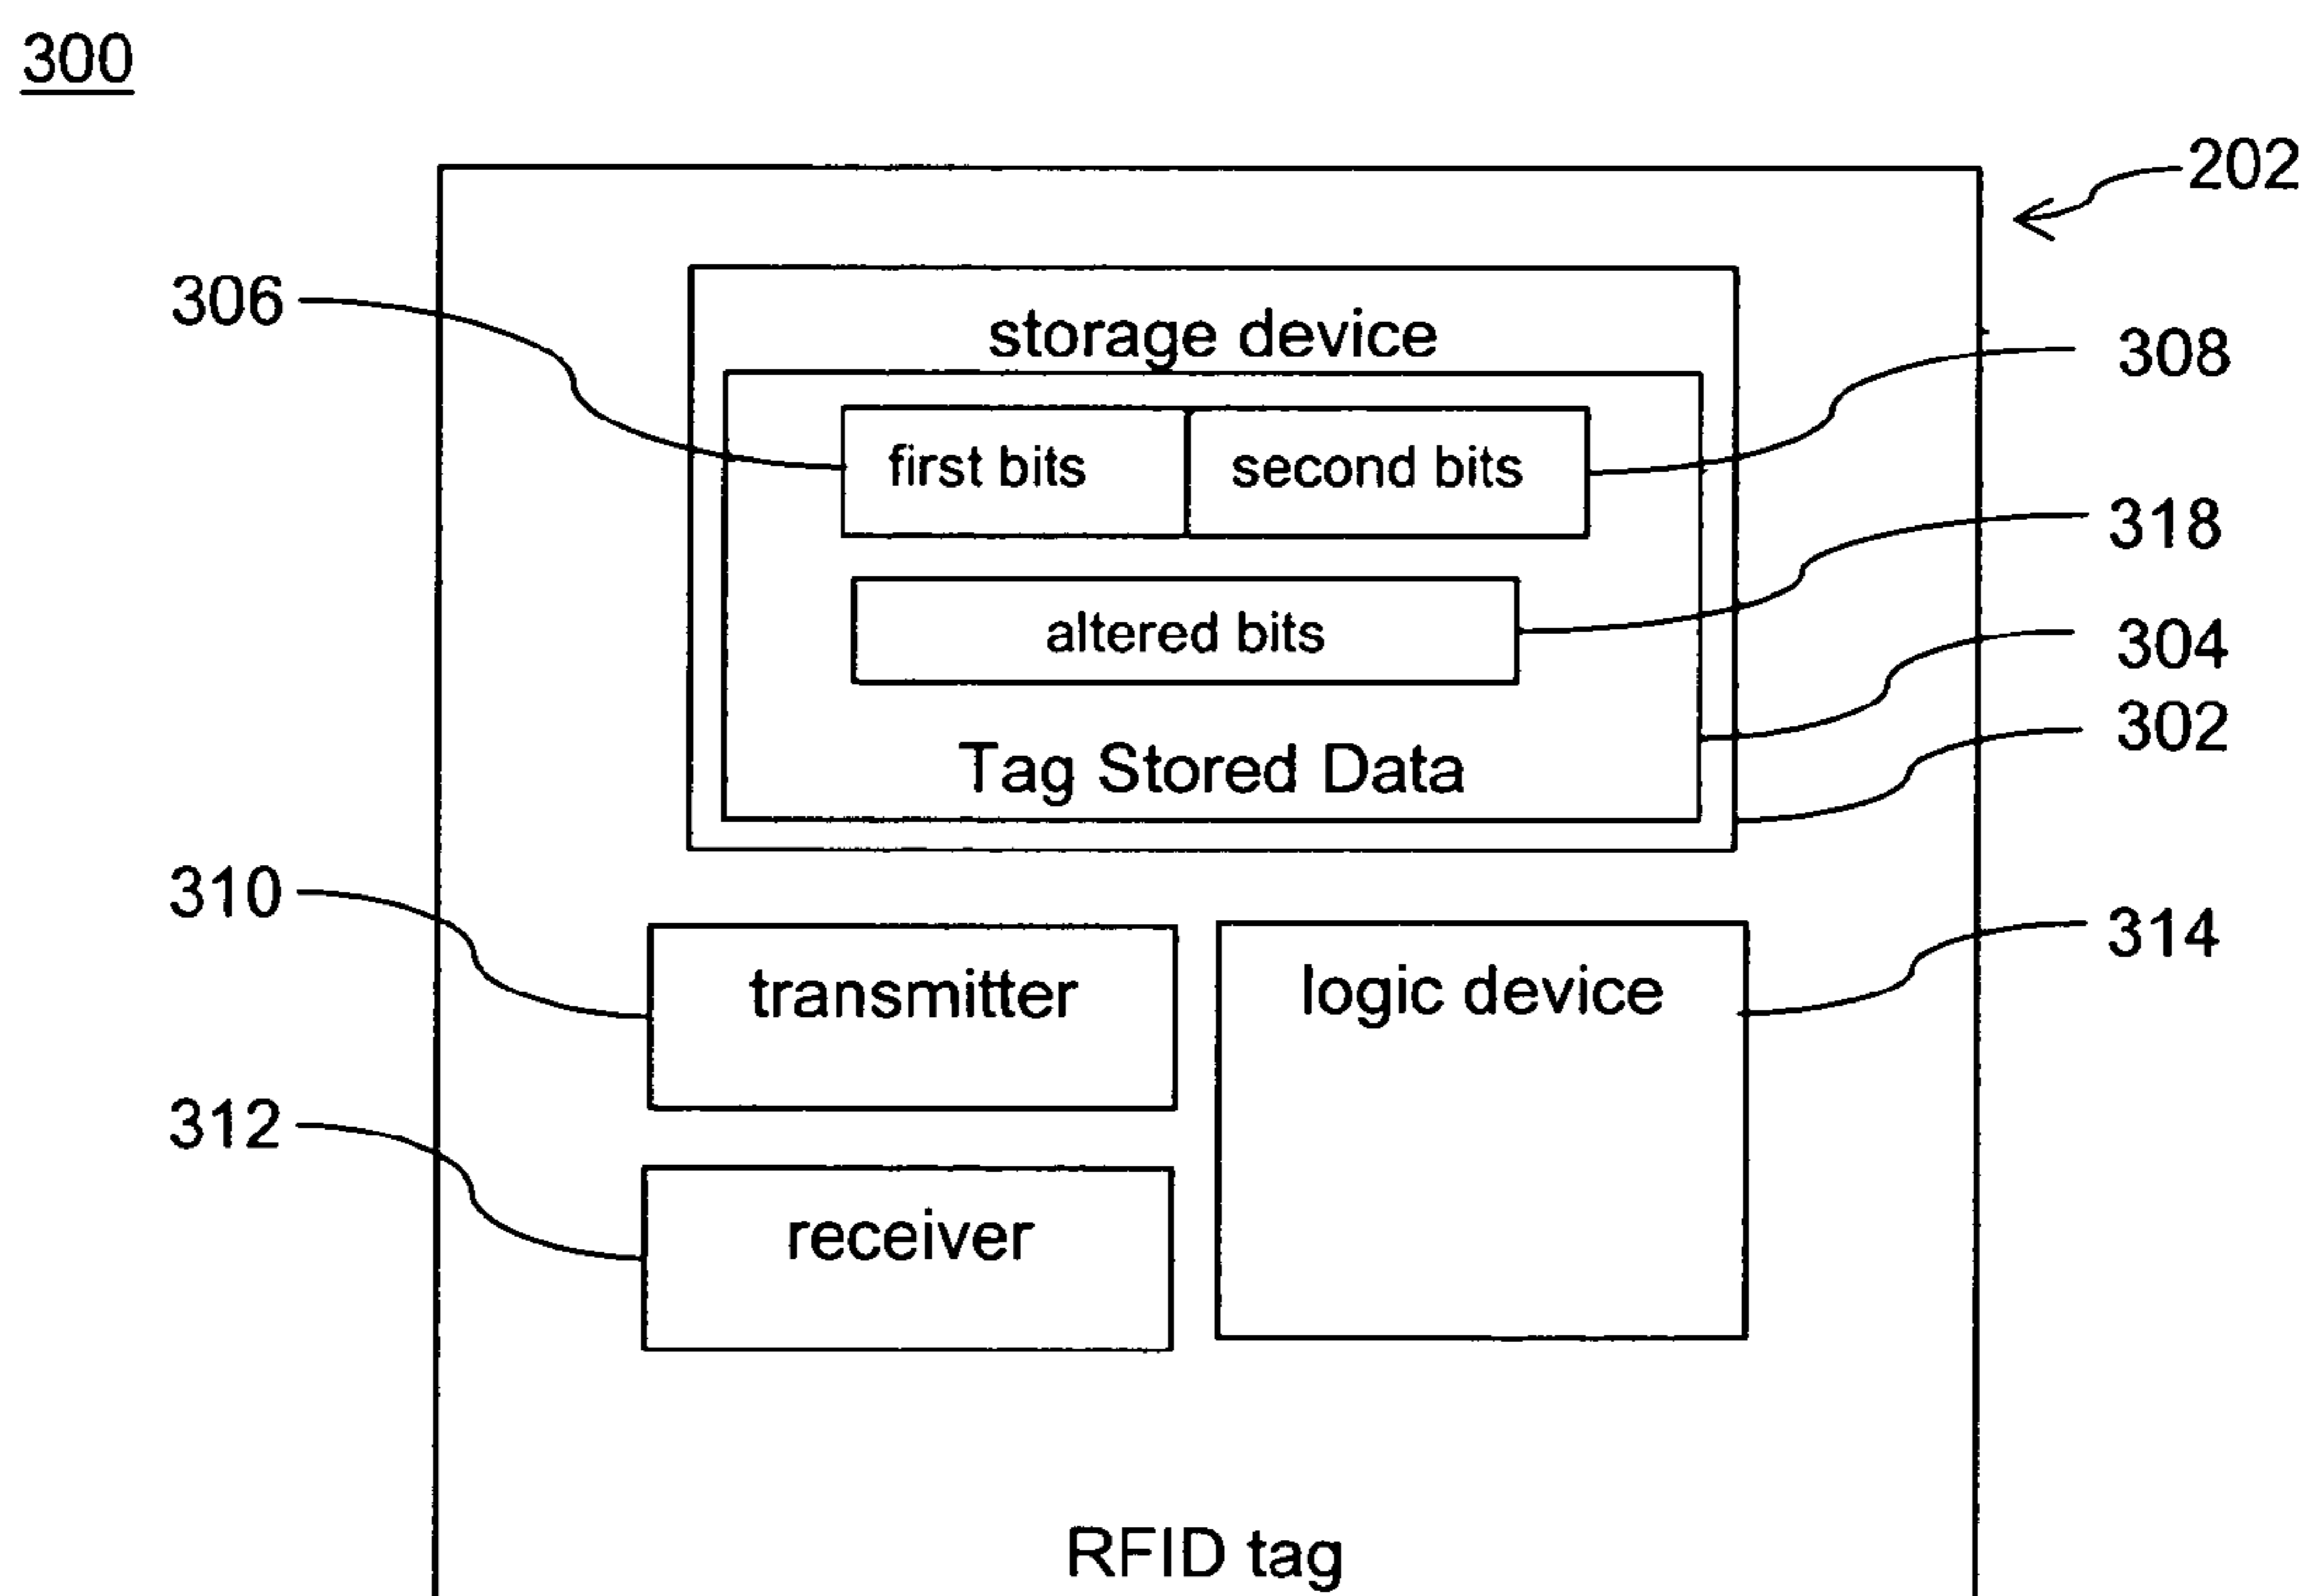 300
202
306
storage device
308
first bits
second bits
318
altered bits
304
302
Tag Stored Data
310
314
transmitter
logic device
312
receiver
RFID tag